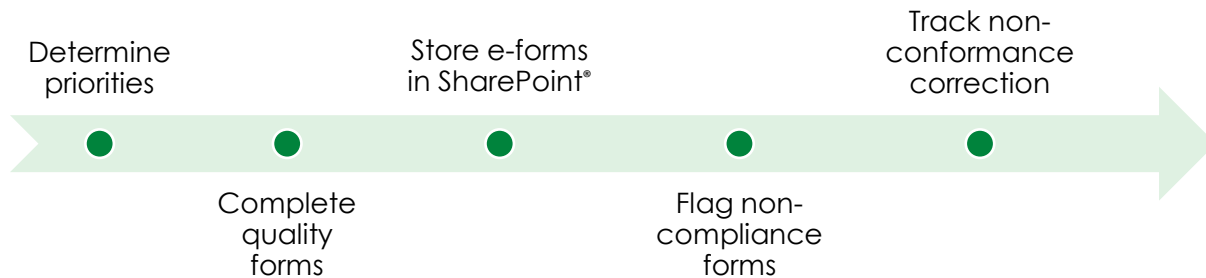 Determine
priorities
Complete
quality
forms
Store e-forms
in SharePoint®
Flag non-
compliance
forms
Track non-
conformance
correction